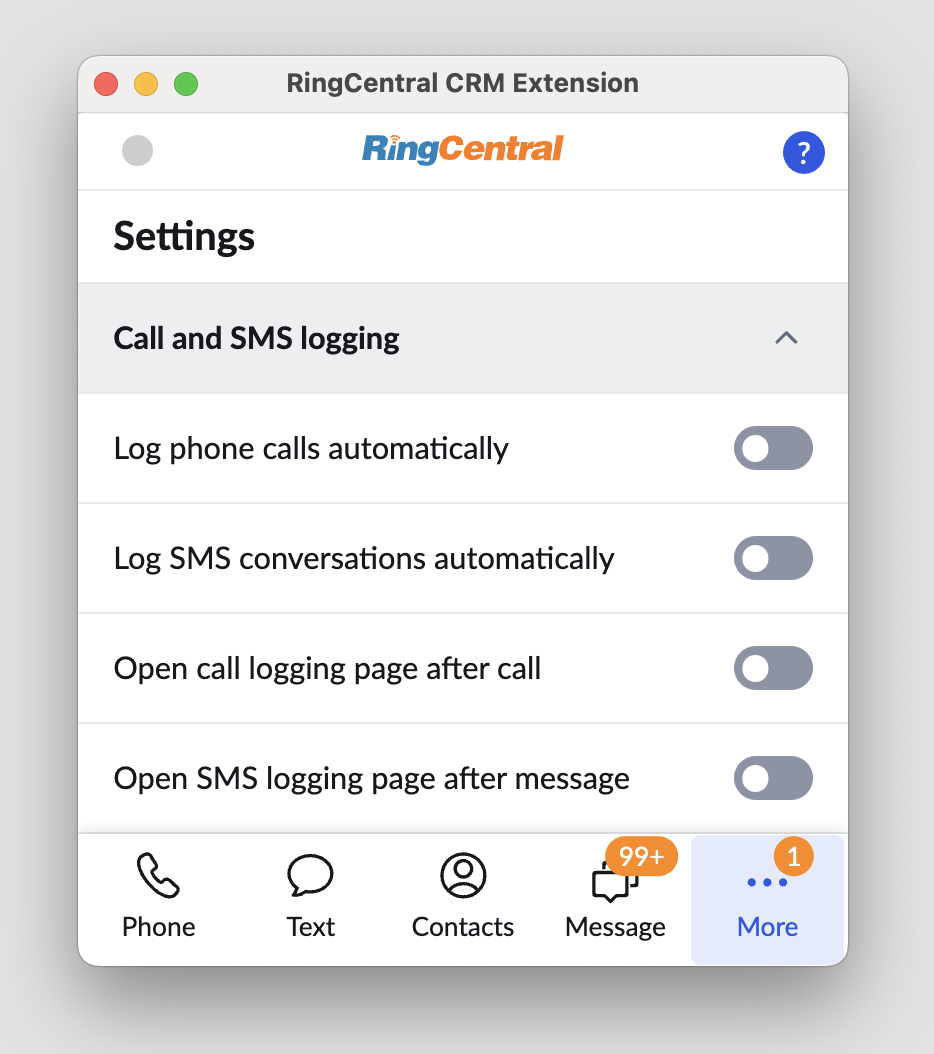 RingCentral CRM Extension
RingCentral
?
Settings
Call and SMS logging
Log phone calls automatically
Log SMS conversations automatically
Open call logging page after call
Open SMS logging page after message
99+
1
Phone
Text
Contacts
Message
More